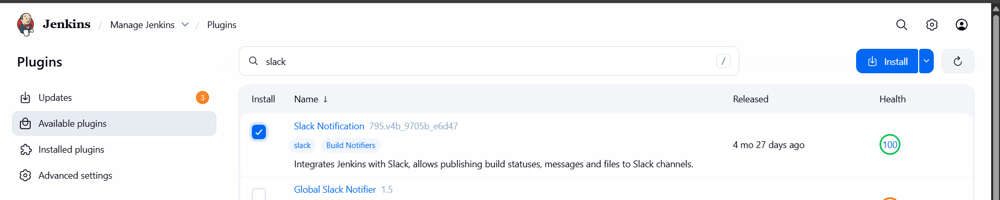 Jenkins / Manage Jenkins / Plugins
Plugins
slack /
Install
Updates 3
Available plugins
Installed plugins
Advanced settings
Install Name ↓ Released Health
Slack Notification 795.v4b_9705b_e6d47
slack Build Notifiers
4 mo 27 days ago 100
Integrates Jenkins with Slack, allows publishing build statuses, messages and files to Slack channels.
Global Slack Notifier 1.5